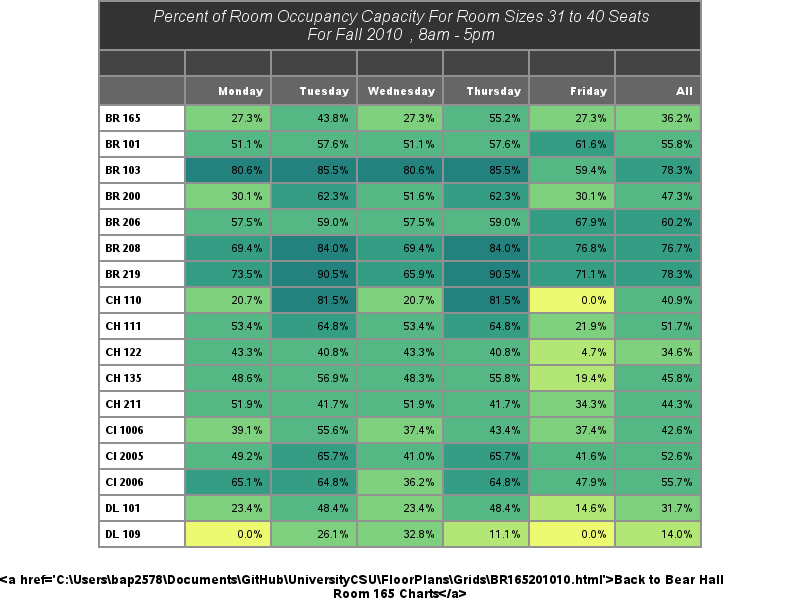 Percent of Room Occupancy Capacity For Room Sizes 31 to 40 Seats
For Fall 2010 , 8am - 5pm
Monday Tuesday Wednesday Thursday Friday All
BR 165 27.3% 43.8% 27.3% 55.2% 27.3% 36.2%
BR 101 51.1% 57.6% 51.1% 57.6% 61.6% 55.8%
BR 103 80.6% 85.5% 80.6% 85.5% 59.4% 78.3%
BR 200 30.1% 62.3% 51.6% 62.3% 30.1% 47.3%
BR 206 57.5% 59.0% 57.5% 59.0% 67.9% 60.2%
BR 208 69.4% 84.0% 69.4% 84.0% 76.8% 76.7%
BR 219 73.5% 90.5% 65.9% 90.5% 71.1% 78.3%
CH 110 20.7% 81.5% 20.7% 81.5% 0.0% 40.9%
CH 111 53.4% 64.8% 53.4% 64.8% 21.9% 51.7%
CH 122 43.3% 40.8% 43.3% 40.8% 4.7% 34.6%
CH 135 48.6% 56.9% 48.3% 55.8% 19.4% 45.8%
CH 211 51.9% 41.7% 51.9% 41.7% 34.3% 44.3%
CI 1006 39.1% 55.6% 37.4% 43.4% 37.4% 42.6%
CI 2005 49.2% 65.7% 41.0% 65.7% 41.6% 52.6%
CI 2006 65.1% 64.8% 36.2% 64.8% 47.9% 55.7%
DL 101 23.4% 48.4% 23.4% 48.4% 14.6% 31.7%
DL 109 0.0% 26.1% 32.8% 11.1% 0.0% 14.0%
<a href='C:\Users\bap2578\Documents\GitHub\UniversityCSU\FloorPlans\Grids\BR165201010.html'>Back to Bear Hall
Room 165 Charts</a>